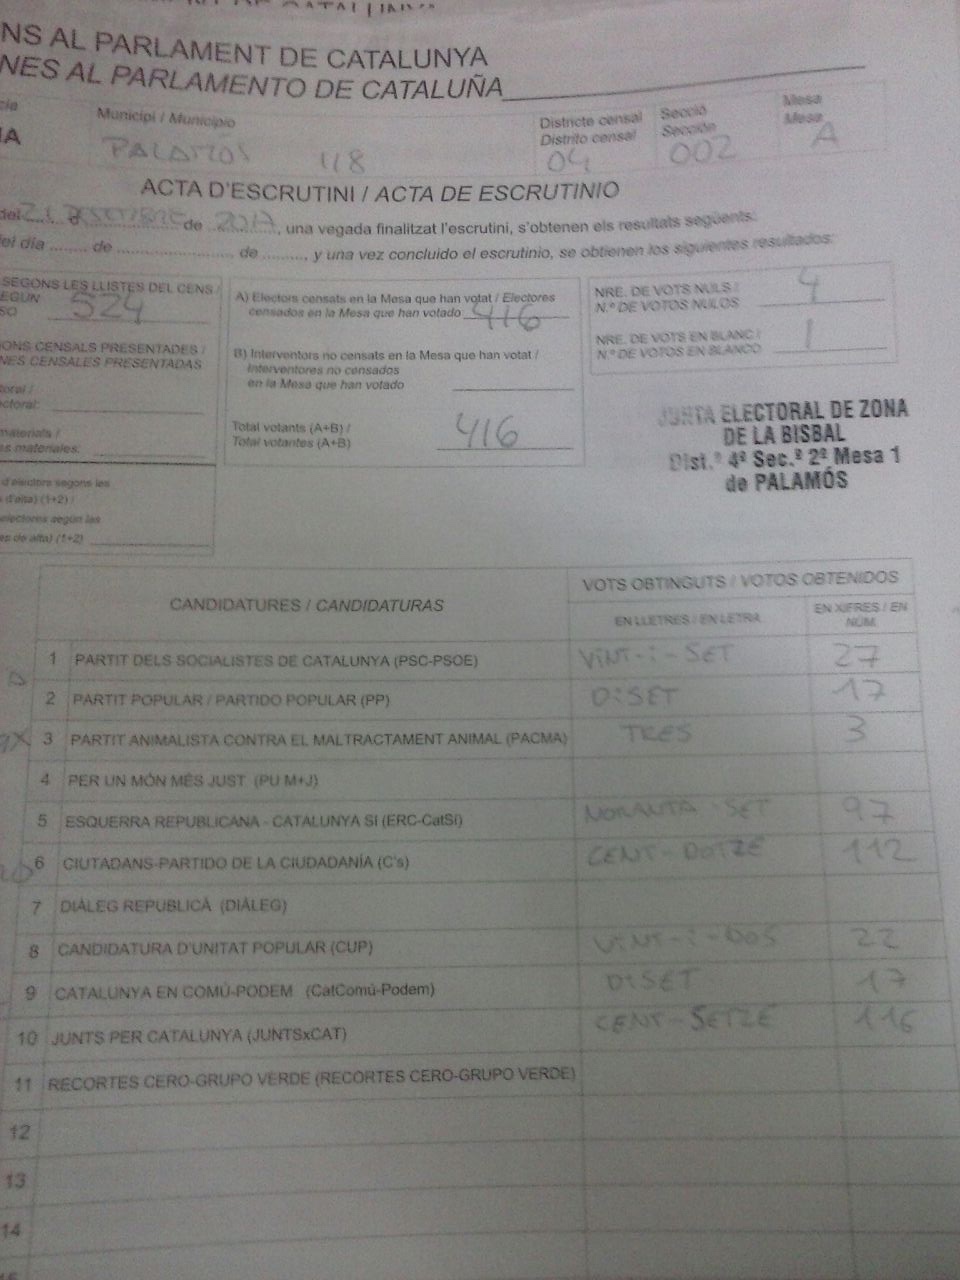 NS AL PARLAMENT DE CATALUNYA
NES AL PARLAMENTO DE CATALUÑA
Municipi / Municipio
PALAMOS 118
Districte censal
Distrito censal
04
Secció
Sección
002
Mesa
Mesa
A
ACTA D'ESCRUTINI / ACTA DE ESCRUTINIO
del 21 de 2017, una vegada finalitzat l'escrutini, s'obtenen els resultats següents:
el día ........ de ........................ de ........., y una vez concluido el escrutinio, se obtienen los siguientes resultados:
SEGONS LES LLISTES DEL CENS /
EGÚN
SO 524
ONS CENSALS PRESENTADES /
NES CENSALES PRESENTADAS
toral /
ctoral:
materials /
s materiales:
d'electors segons les
d'alta) (1+2) /
electores según las
es de alta) (1+2)
A) Electors censats en la Mesa que han votat / Electores
censados en la Mesa que han votado 416
B) Interventors no censats en la Mesa que han votat /
Interventores no censados
en la Mesa que han votado
Total votants (A+B) /
Total votantes (A+B) 416
NRE. DE VOTS NULS /
N.º DE VOTOS NULOS 4
NRE. DE VOTS EN BLANC /
N.º DE VOTOS EN BLANCO 1
JUNTA ELECTORAL DE ZONA
DE LA BISBAL
Dist.º 4º Sec.º 2ª Mesa 1
de PALAMÓS
CANDIDATURES / CANDIDATURAS
VOTS OBTINGUTS / VOTOS OBTENIDOS
EN LLETRES / EN LETRA
EN XIFRES / EN
NÚM.
1 PARTIT DELS SOCIALISTES DE CATALUNYA (PSC-PSOE) VINT-i-SET 27
2 PARTIT POPULAR / PARTIDO POPULAR (PP) DiSET 17
3 PARTIT ANIMALISTA CONTRA EL MALTRACTAMENT ANIMAL (PACMA) TRES 3
4 PER UN MÓN MÉS JUST (PU M+J)
5 ESQUERRA REPUBLICANA - CATALUNYA SÍ (ERC-CatSí) NORANTA-SET 97
6 CIUTADANS-PARTIDO DE LA CIUDADANÍA (C's) CENT-DOTZE 112
7 DIÀLEG REPUBLICÀ (DIÀLEG)
8 CANDIDATURA D'UNITAT POPULAR (CUP) VINT-i-DOS 22
9 CATALUNYA EN COMÚ-PODEM (CatComú-Podem) DiSET 17
10 JUNTS PER CATALUNYA (JUNTSxCAT) CENT-SETZE 116
11 RECORTES CERO-GRUPO VERDE (RECORTES CERO-GRUPO VERDE)
12
13
14